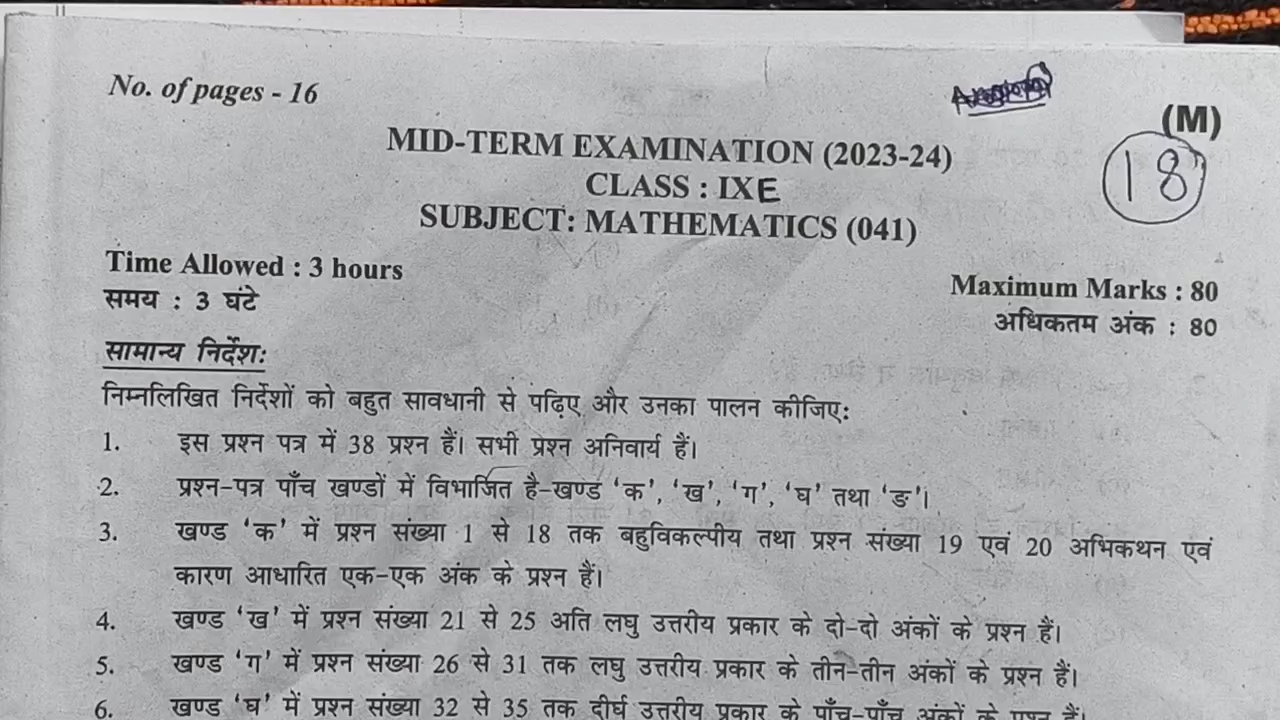 No. of pages - 16
(M)
18
MID-TERM EXAMINATION (2023-24)
CLASS : IX E
SUBJECT: MATHEMATICS (041)
Time Allowed : 3 hours
Maximum Marks : 80
समय : 3 घंटे
अधिकतम अंक : 80
सामान्य निर्देश:
निम्नलिखित निर्देशों को बहुत सावधानी से पढ़िए और उनका पालन कीजिए:
1. इस प्रश्न पत्र में 38 प्रश्न हैं। सभी प्रश्न अनिवार्य हैं।
2. प्रश्न-पत्र पाँच खण्डों में विभाजित है-खण्ड 'क', 'ख', 'ग', 'घ' तथा 'ङ'।
3. खण्ड 'क' में प्रश्न संख्या 1 से 18 तक बहुविकल्पीय तथा प्रश्न संख्या 19 एवं 20 अभिकथन एवं
कारण आधारित एक-एक अंक के प्रश्न हैं।
4. खण्ड 'ख' में प्रश्न संख्या 21 से 25 अति लघु उत्तरीय प्रकार के दो-दो अंकों के प्रश्न हैं।
5. खण्ड 'ग' में प्रश्न संख्या 26 से 31 तक लघु उत्तरीय प्रकार के तीन-तीन अंकों के प्रश्न हैं।
6. खण्ड 'घ' में प्रश्न संख्या 32 से 35 तक दीर्घ उत्तरीय प्रकार के पाँच-पाँच अंकों के प्रश्न हैं।